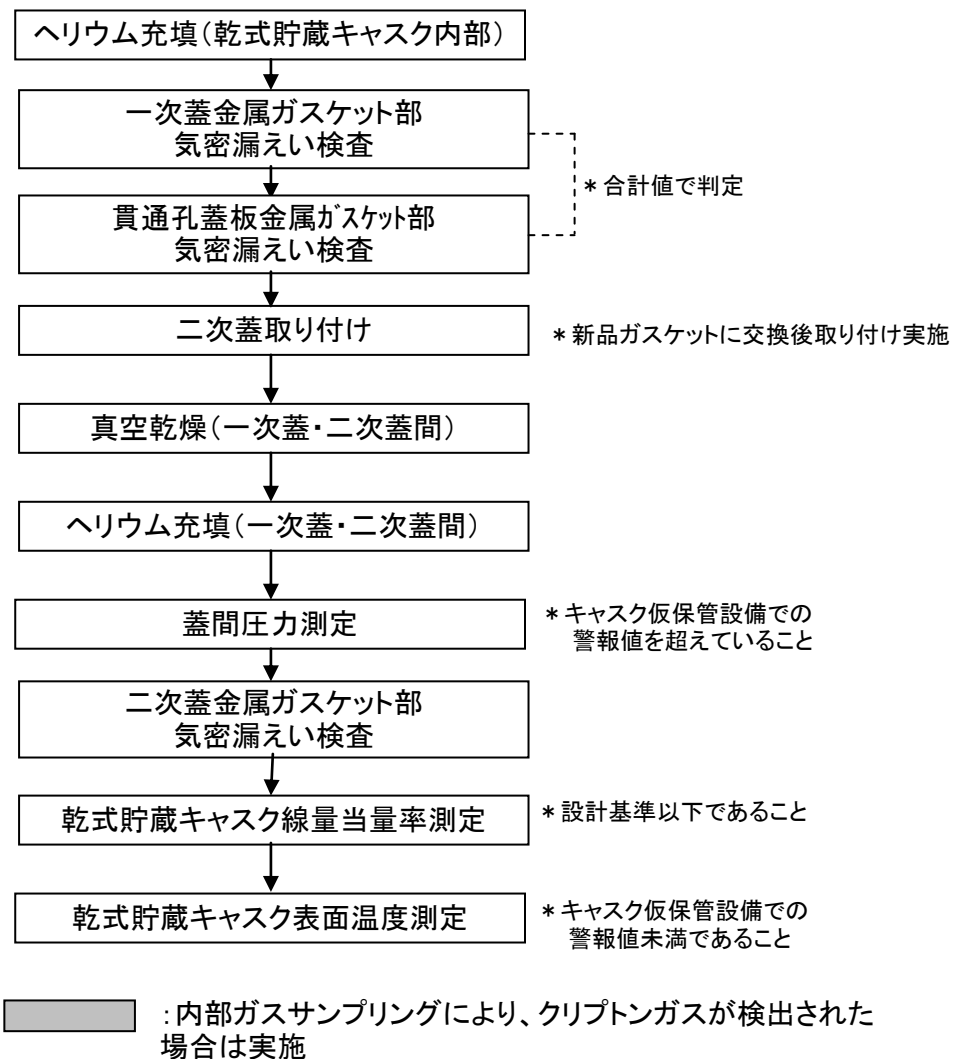 ヘリウム充填(乾式貯蔵キャスク内部)
一次蓋金属ガスケット部
気密漏えい検査
*合計値で判定
貫通孔蓋板金属ガスケット部
気密漏えい検査
二次蓋取り付け
*新品ガスケットに交換後取り付け実施
真空乾燥(一次蓋・二次蓋間)
ヘリウム充填(一次蓋・二次蓋間)
蓋間圧力測定
*キャスク仮保管設備での
警報値を超えていること
二次蓋金属ガスケット部
気密漏えい検査
乾式貯蔵キャスク線量当量率測定
*設計基準以下であること
乾式貯蔵キャスク表面温度測定
*キャスク仮保管設備での
警報値未満であること
:内部ガスサンプリングにより、クリプトンガスが検出された
場合は実施